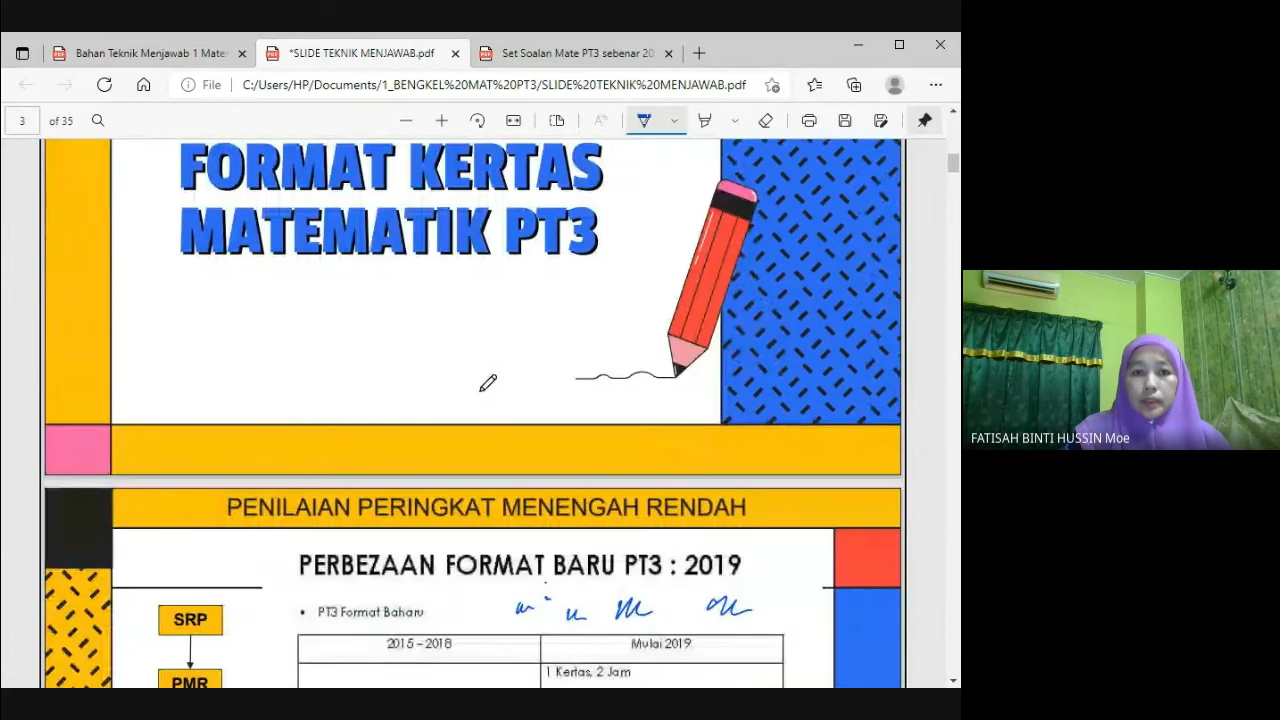 Bahan Teknik Menjawab 1 Mate
*SLIDE TEKNIK MENJAWAB.pdf
Set Soalan Mate PT3 sebenar 20
File
C:/Users/HP/Documents/1_BENGKEL%20MAT%20PT3/SLIDE%20TEKNIK%20MENJAWAB.pdf
3 of 35
FORMAT KERTAS
MATEMATIK PT3
FATISAH BINTI HUSSIN Moe
PENILAIAN PERINGKAT MENENGAH RENDAH
PERBEZAAN FORMAT BARU PT3 : 2019
SRP
• PT3 Format Baharu
2015 – 2018
Mulai 2019
PMR
1 Kertas, 2 Jam